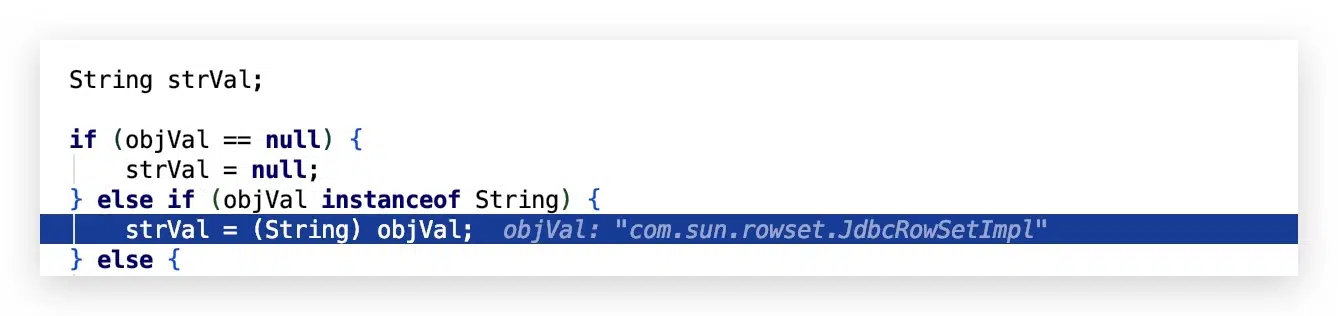 String strVal;
if (objVal == null) {
strVal = null;
} else if (objVal instanceof String) {
strVal = (String) objVal; objVal: "com.sun.rowset.JdbcRowSetImpl"
} else {